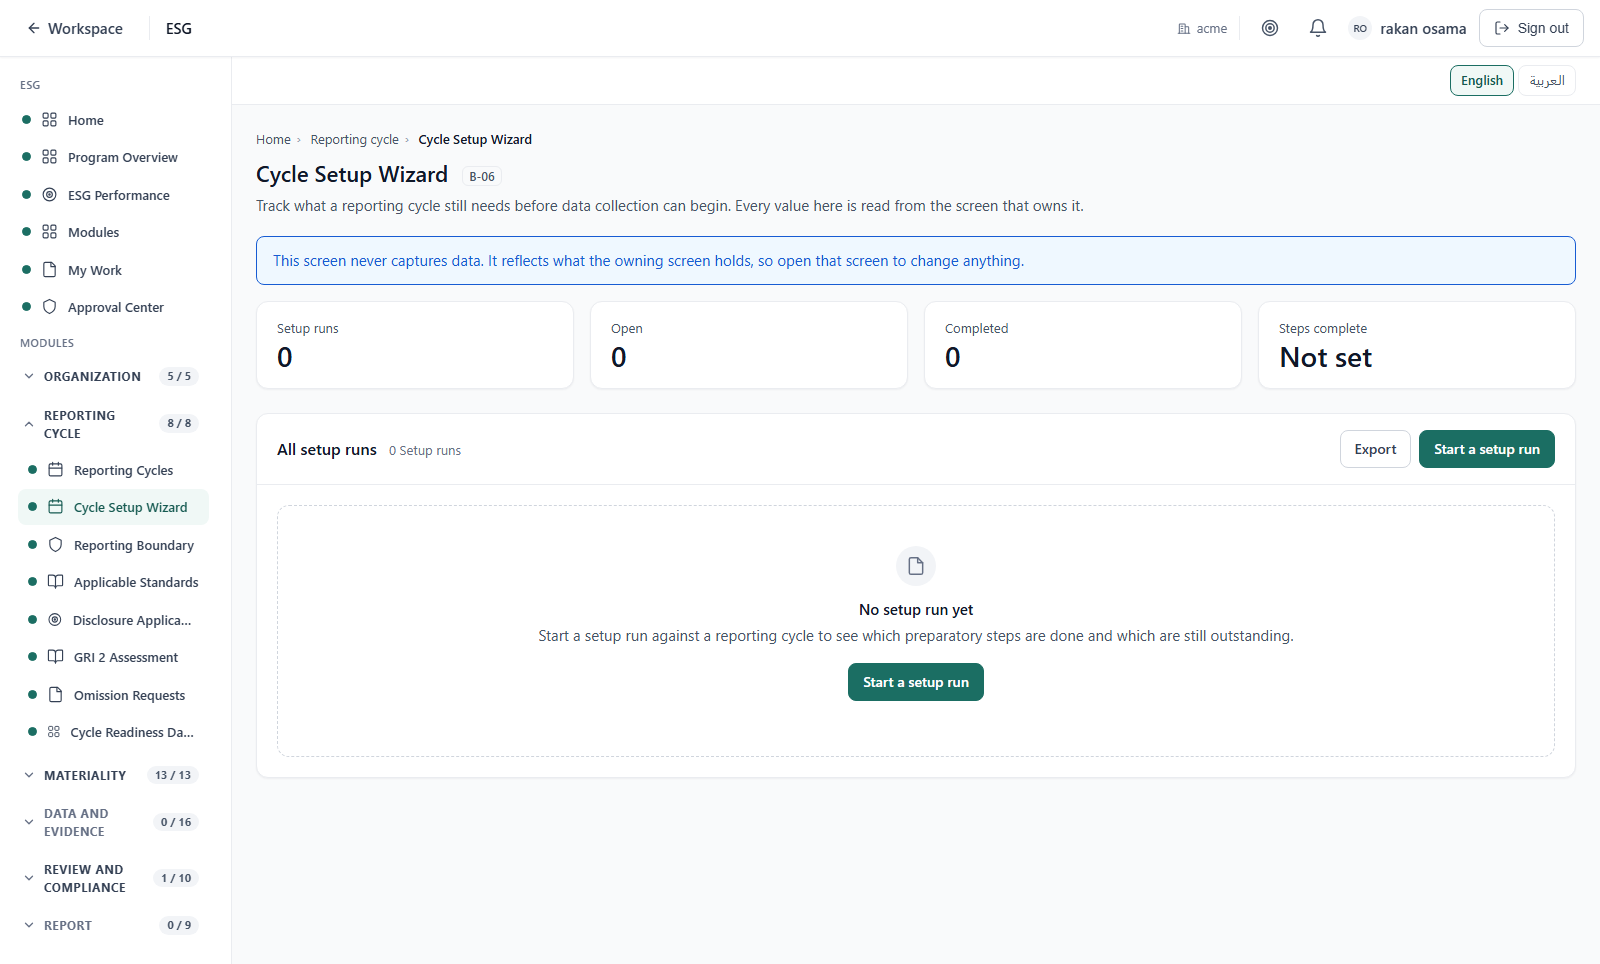 Workspace
ESG
acme
RO
rakan osama
Sign out
English
العربية
ESG
Home
Program Overview
ESG Performance
Modules
My Work
Approval Center
MODULES
ORGANIZATION 5 / 5
REPORTING CYCLE 8 / 8
Reporting Cycles
Cycle Setup Wizard
Reporting Boundary
Applicable Standards
Disclosure Applica...
GRI 2 Assessment
Omission Requests
Cycle Readiness Da...
MATERIALITY 13 / 13
DATA AND EVIDENCE 0 / 16
REVIEW AND COMPLIANCE 1 / 10
REPORT 0 / 9
Home › Reporting cycle › Cycle Setup Wizard
Cycle Setup Wizard B-06
Track what a reporting cycle still needs before data collection can begin. Every value here is read from the screen that owns it.
This screen never captures data. It reflects what the owning screen holds, so open that screen to change anything.
Setup runs
0
Open
0
Completed
0
Steps complete
Not set
All setup runs 0 Setup runs
Export
Start a setup run
No setup run yet
Start a setup run against a reporting cycle to see which preparatory steps are done and which are still outstanding.
Start a setup run